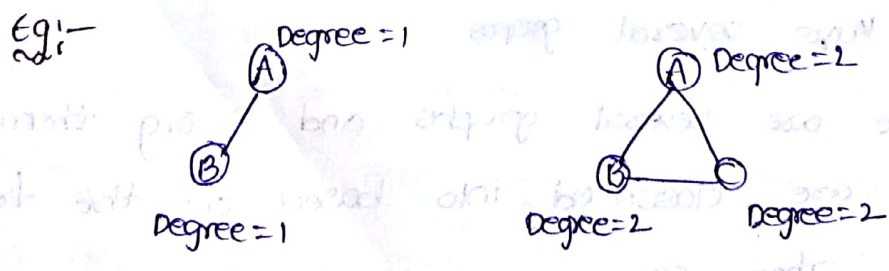 Eg:-
A Degree = 1
B
Degree = 1
A Degree = 2
B C
Degree = 2 Degree = 2